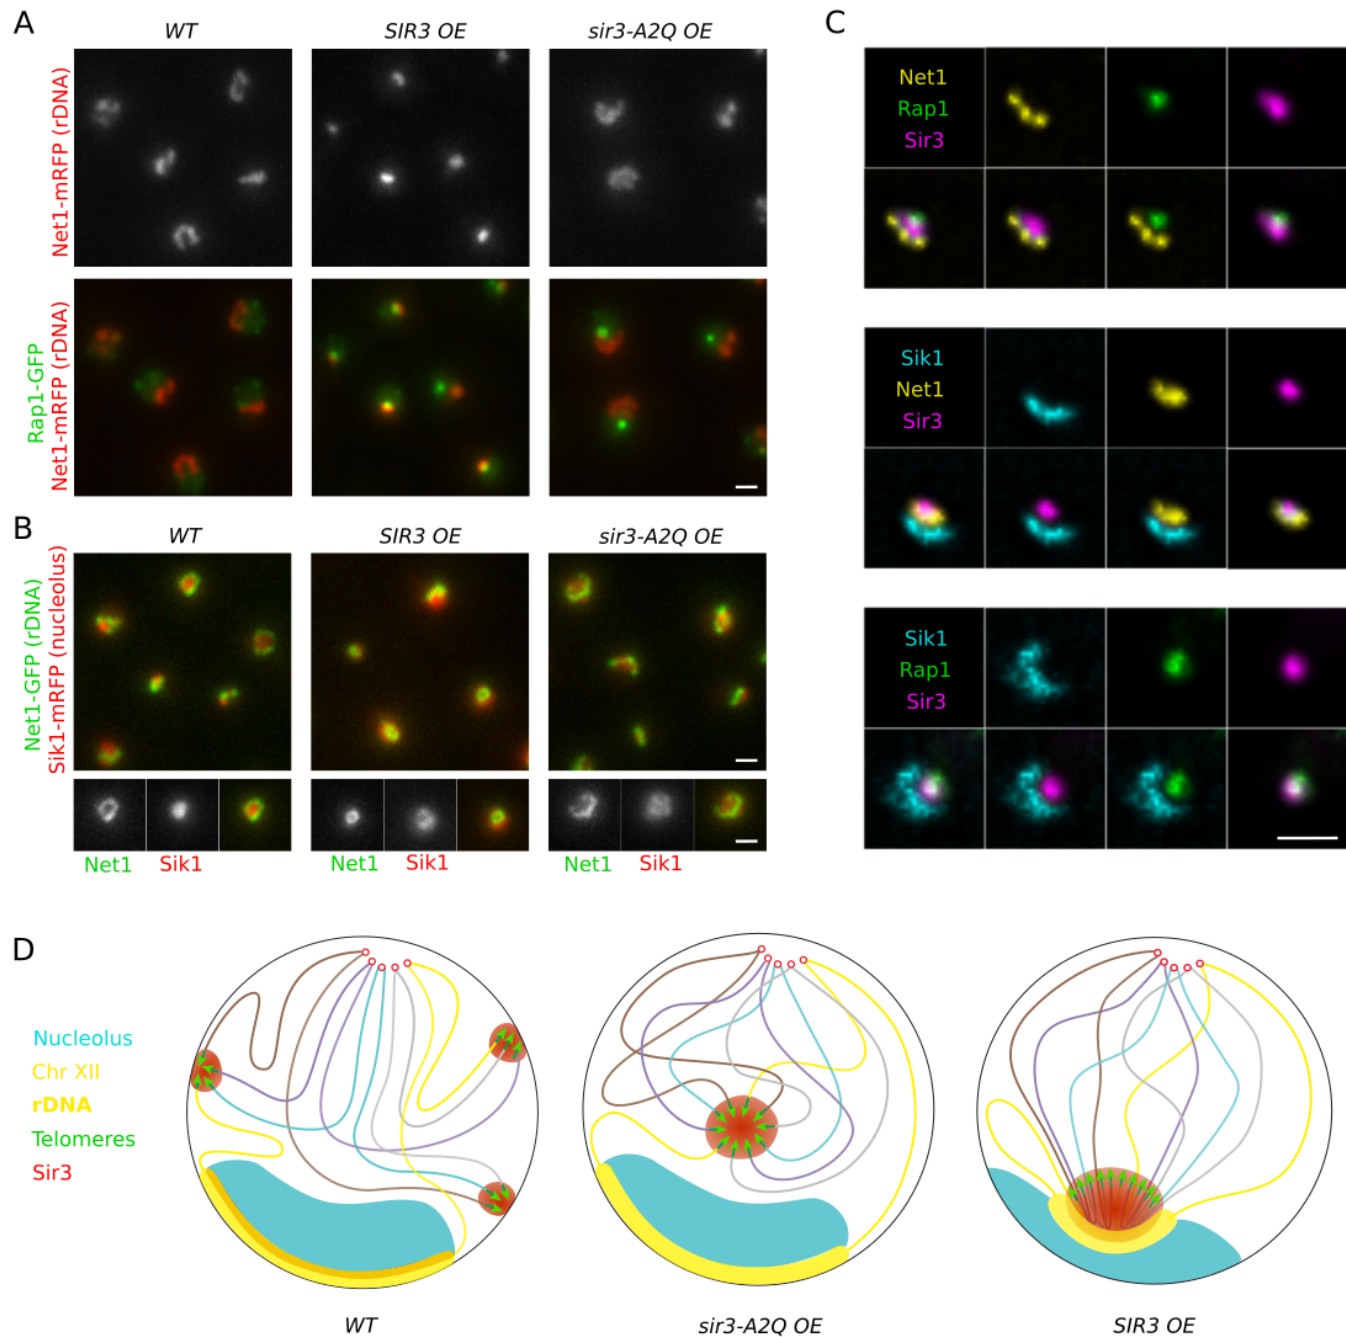 A
WT
SIR3 OE
sir3-A2Q OE
Net1-mRFP (rDNA)
Rap1-GFP
Net1-mRFP (rDNA)
B
WT
SIR3 OE
sir3-A2Q OE
Net1-GFP (rDNA)
Sik1-mRFP (nucleolus)
Net1
Sik1
Net1
Sik1
Net1
Sik1
C
Net1
Rap1
Sir3
Sik1
Net1
Sir3
Sik1
Rap1
Sir3
D
Nucleolus
Chr XII
rDNA
Telomeres
Sir3
WT
sir3-A2Q OE
SIR3 OE